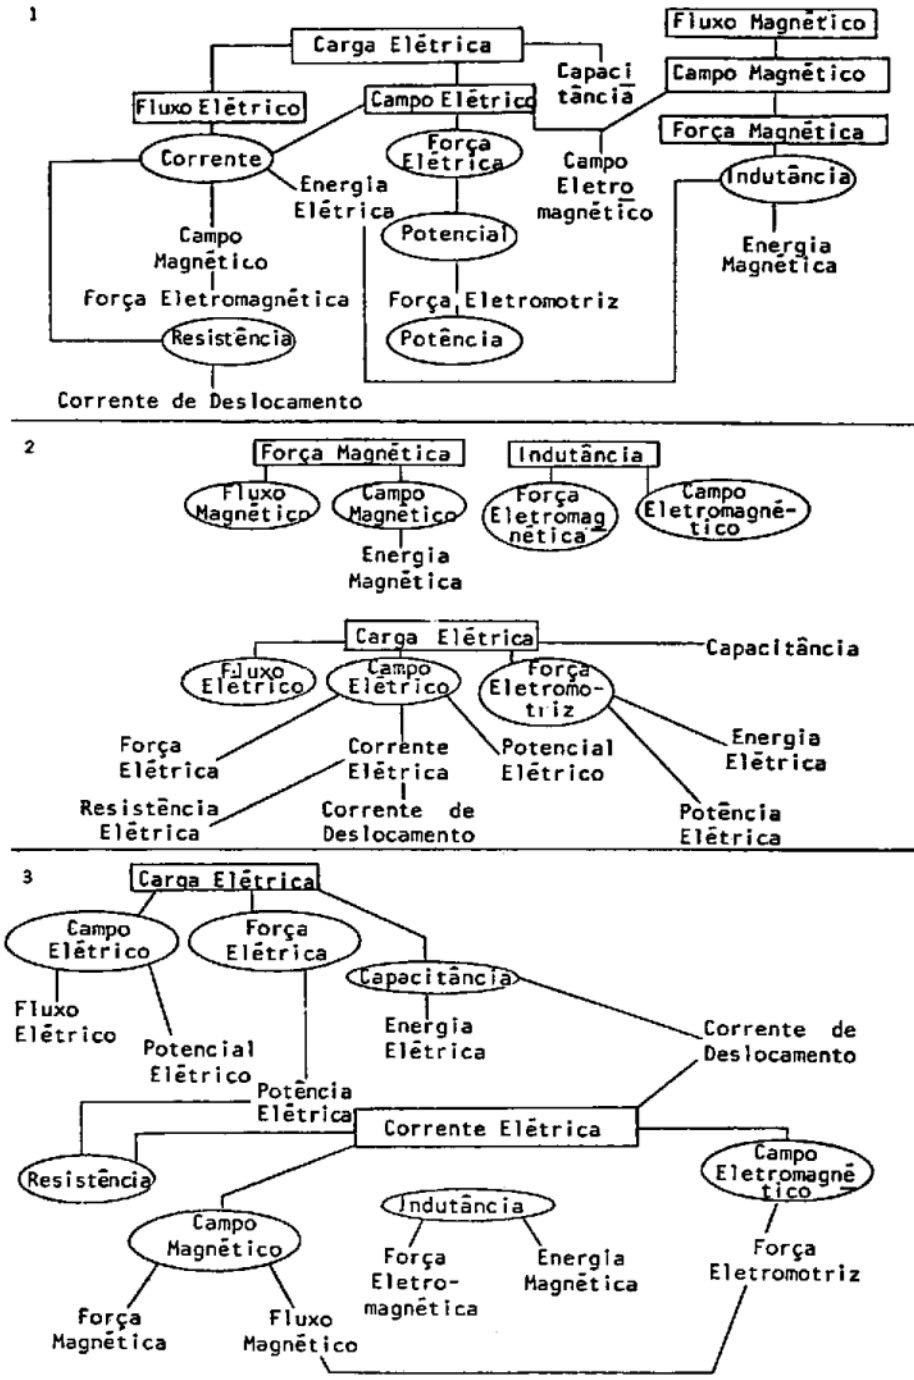 1
Carga Elétrica
Fluxo Magnético
Capaci
tância
Campo Magnético
Fluxo Elétrico
Campo Elétrico
Força Magnética
Corrente
Força
Elétrica
Campo
Eletro
magnético
Indutância
Energia
Elétrica
Campo
Magnético
Potencial
Energia
Magnética
Força Eletromagnética
Força Eletromotriz
Resistência
Potência
Corrente de Deslocamento
2
Força Magnética
Indutância
Fluxo
Magnético
Campo
Magnético
Força
Eletromag
nética
Campo
Eletromagné-
tico
Energia
Magnética
Carga Elétrica
Capacitância
Fluxo
Elétrico
Campo
Elétrico
Força
Eletromo-
triz
Força
Elétrica
Corrente
Elétrica
Potencial
Elétrico
Energia
Elétrica
Resistência
Elétrica
Corrente de
Deslocamento
Potência
Elétrica
3
Carga Elétrica
Campo
Elétrico
Força
Elétrica
Capacitância
Fluxo
Elétrico
Potencial
Elétrico
Energia
Elétrica
Corrente de
Deslocamento
Potência
Elétrica
Corrente Elétrica
Resistência
Campo
Eletromagné
tico
Campo
Magnético
Indutância
Força
Eletro-
magnética
Energia
Magnética
Força
Eletromotriz
Força
Magnética
Fluxo
Magnético